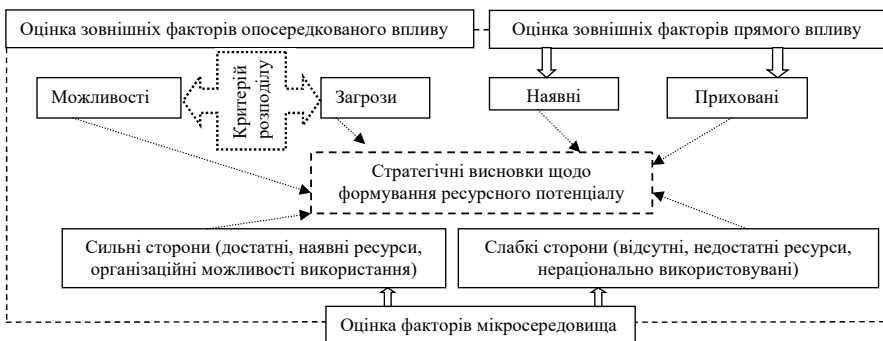 Оцінка зовнішніх факторів опосередкованого впливу
Оцінка зовнішніх факторів прямого впливу
Можливості
Критерій
розподілу
Загрози
Наявні
Приховані
Стратегічні висновки щодо
формування ресурсного потенціалу
Сильні сторони (достатні, наявні ресурси,
організаційні можливості використання)
Слабкі сторони (відсутні, недостатні ресурси,
нераціонально використовувані)
Оцінка факторів мікросередовища